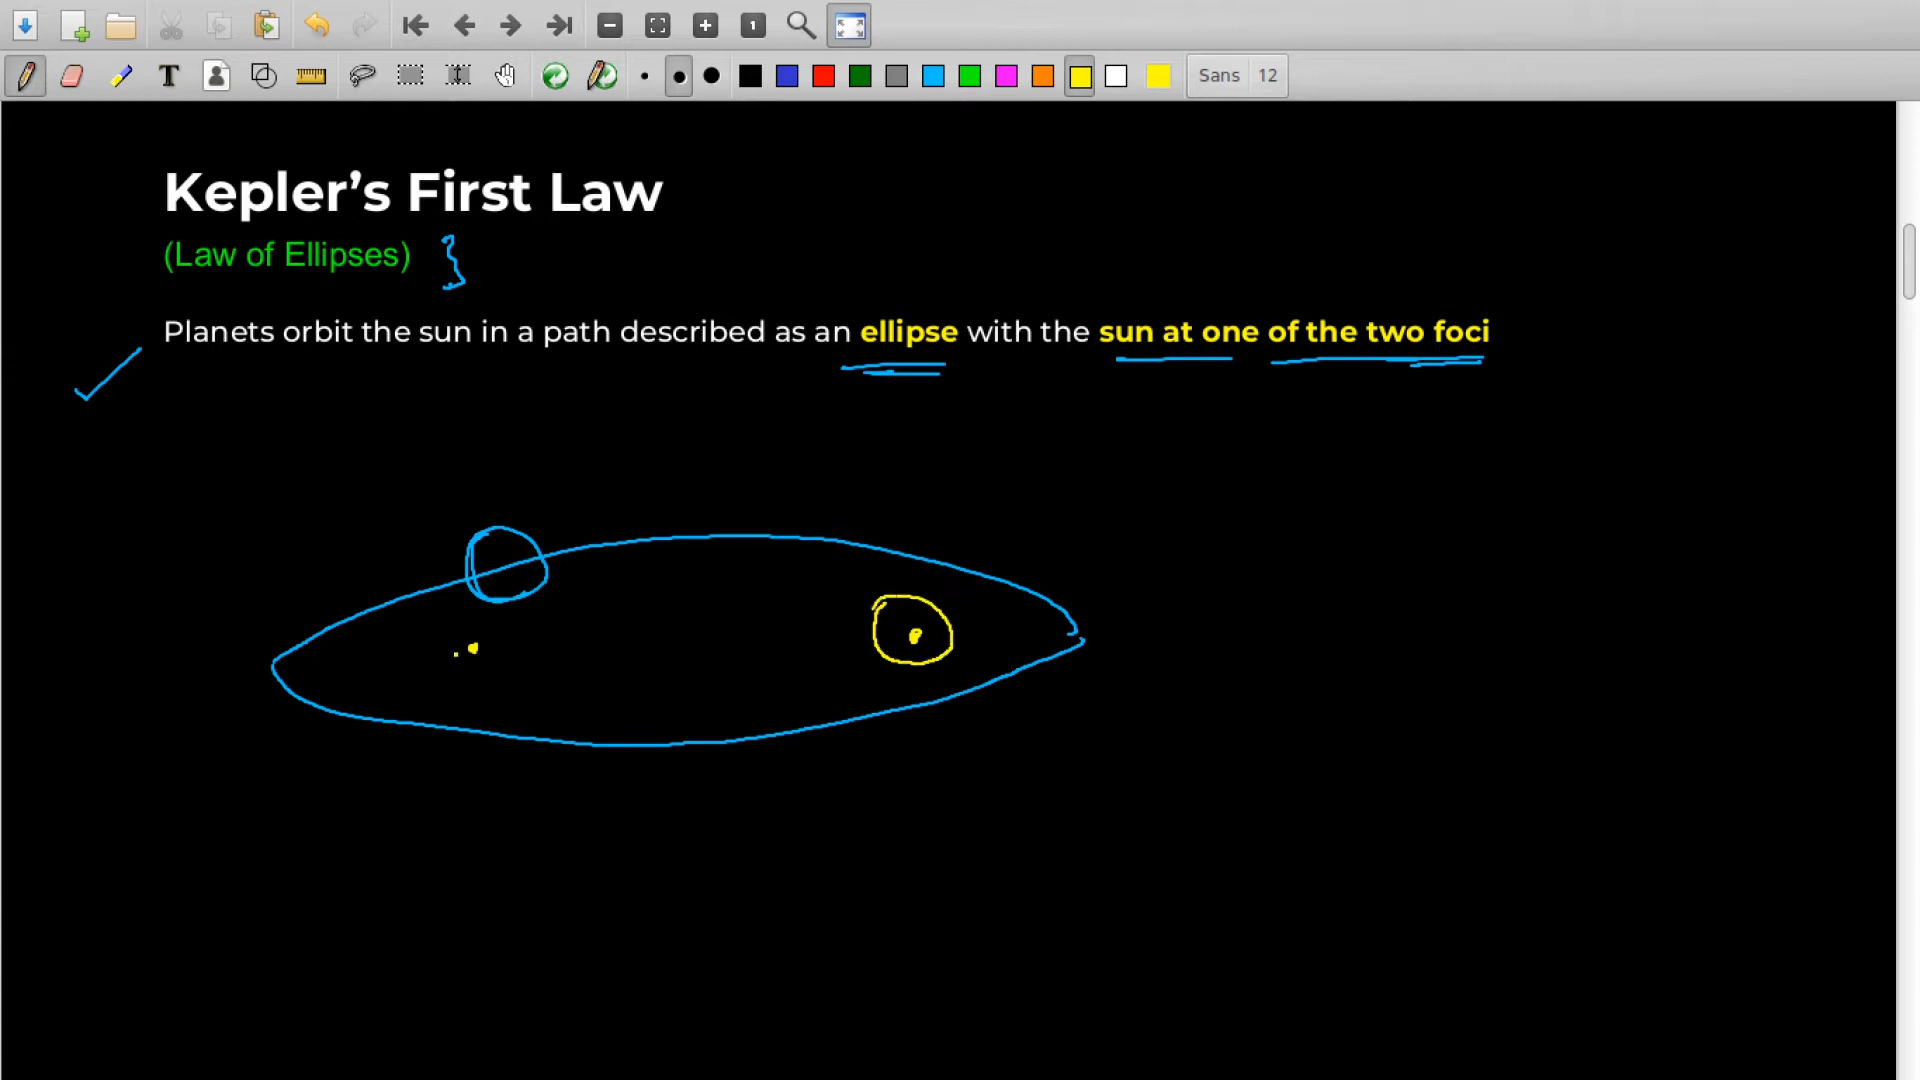 1
T
Sans 12
Kepler’s First Law
(Law of Ellipses)
Planets orbit the sun in a path described as an ellipse with the sun at one of the two foci